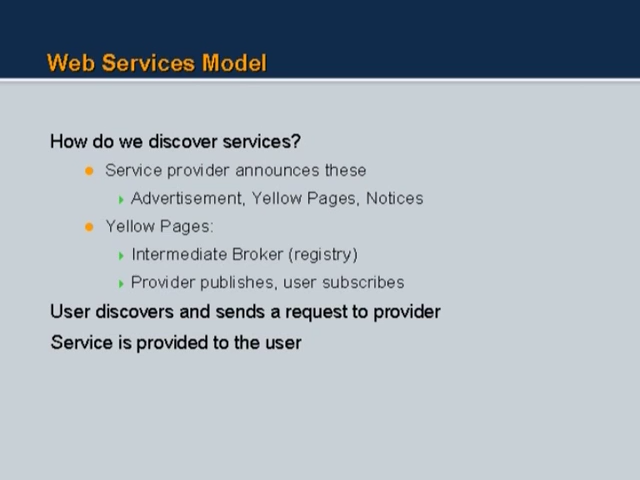 Web Services Model
How do we discover services?
Service provider announces these
Advertisement, Yellow Pages, Notices
Yellow Pages:
Intermediate Broker (registry)
Provider publishes, user subscribes
User discovers and sends a request to provider
Service is provided to the user